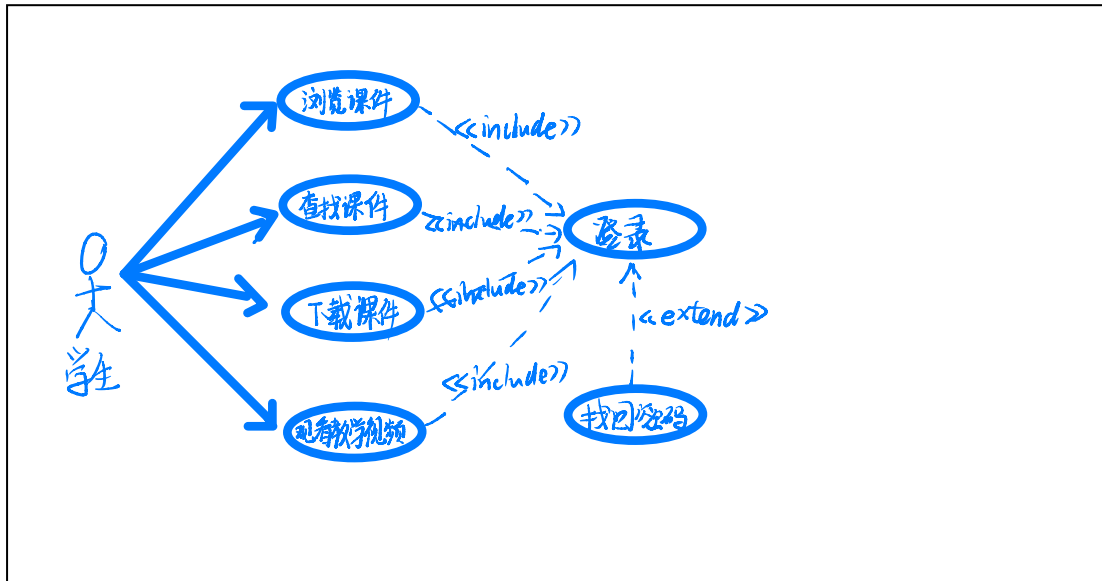 浏览课件
<<include>>
查找课件
<<include>>
登录
下载课件
<<include>>
<<extend>>
学生
<<include>>
观看教学视频
找回密码